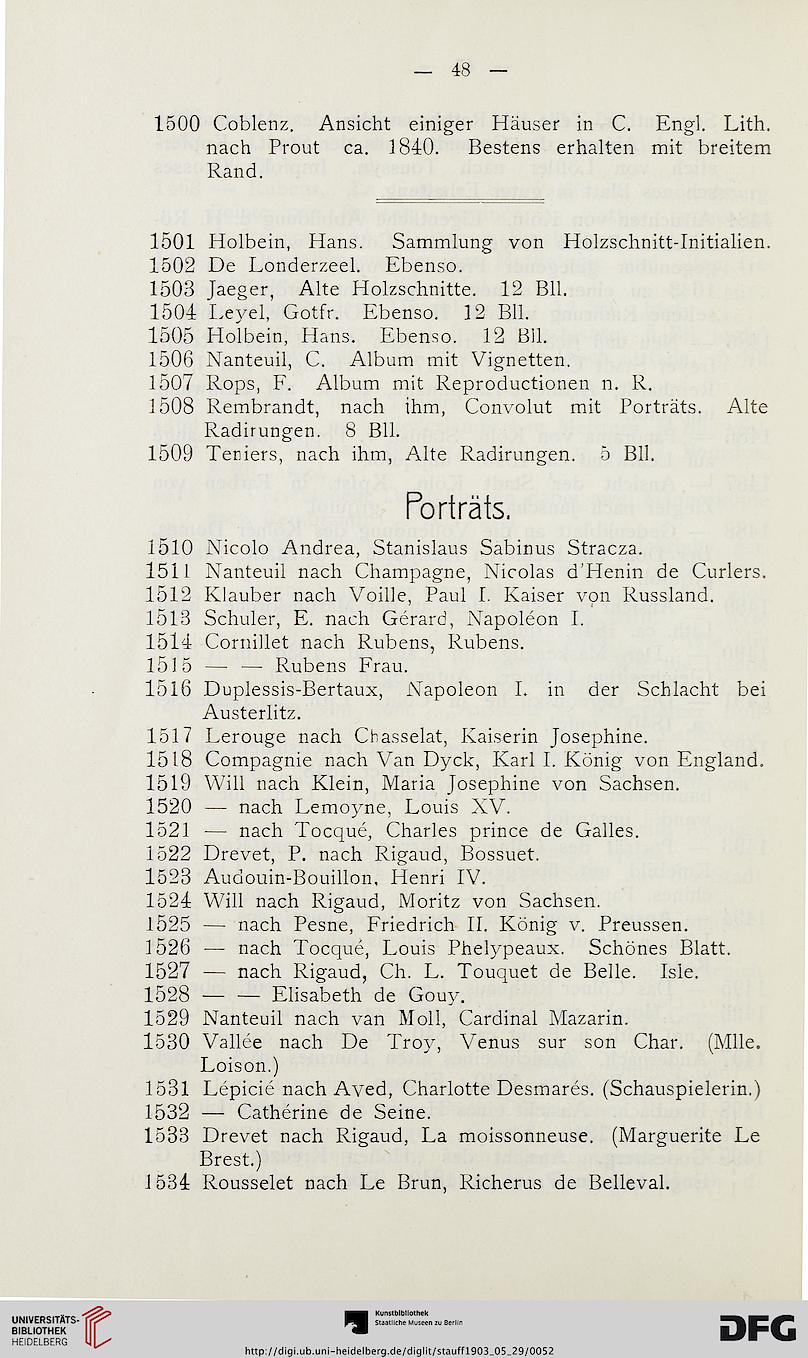 — 48 —
1500 Coblenz. Ansicht einiger Häuser in C. Engl. Lith.
nach Prout ca. 1840. Bestens erhalten mit breitem
Rand.
1501 Holbein, Hans. Sammlung von Holzschnitt-Initialien.
1502 De Londerzeel. Ebenso.
1503 Jaeger, Alte Holzschnitte. 12 Bll.
1504 Leyel, Gotfr. Ebenso. 12 Bll.
1505 Holbein, Hans. Ebenso. 12 Bll.
1506 Nanteuil, C. Album mit Vignetten.
1507 Rops, F. Album mit Reproductionen n. R.
1508 Rembrandt, nach ihm, Convolut mit Porträts. Alte
Radirungen. 8 Bll.
1509 Teniers, nach ihm, Alte Radirungen. 5 Bll.
Porträts.
1510 Nicolo Andrea, Stanislaus Sabinus Stracza.
1511 Nanteuil nach Champagne, Nicolas d'Henin de Curlers.
1512 Klauber nach Voille, Paul I. Kaiser von Russland.
1513 Schuler, E. nach Gérard, Napoléon I.
1514 Cornillet nach Rubens, Rubens.
1515 — — Rubens Frau.
1516 Duplessis-Bertaux, Napoleon I. in der Schlacht bei
Austerlitz.
1517 Lerouge nach Chasselat, Kaiserin Josephine.
1518 Compagnie nach Van Dyck, Karl I. König von England.
1519 Will nach Klein, Maria Josephine von Sachsen.
1520 — nach Lemoyne, Louis XV.
1521 — nach Tocqué, Charles prince de Galles.
1522 Drevet, P. nach Rigaud, Bossuet.
1523 Audouin-Bouillon, Henri IV.
1524 Will nach Rigaud, Moritz von Sachsen.
1525 — nach Pesne, Friedrich II. König v. Preussen.
1526 — nach Tocqué, Louis Phelypeaux. Schönes Blatt.
1527 — nach Rigaud, Ch. L. Touquet de Belle. Isle.
1528 — — Elisabeth de Gouy.
1529 Nanteuil nach van Moll, Cardinal Mazarin.
1530 Vallée nach De Troy, Venus sur son Char. (Mlle.
Loison.)
1531 Lépicié nach Aved, Charlotte Desmarés. (Schauspielerin.)
1532 — Cathérine de Seine.
1533 Drevet nach Rigaud, La moissonneuse. (Marguerite Le
Brest.)
1534 Rousselet nach Le Brun, Richerus de Belleval.
UNIVERSITÄTS-
BIBLIOTHEK
HEIDELBERG
Kunstbibliothek
Staatliche Museen zu Berlin
DFG
http://digi.ub.uni-heidelberg.de/diglit/stauff1903_05_29/0052